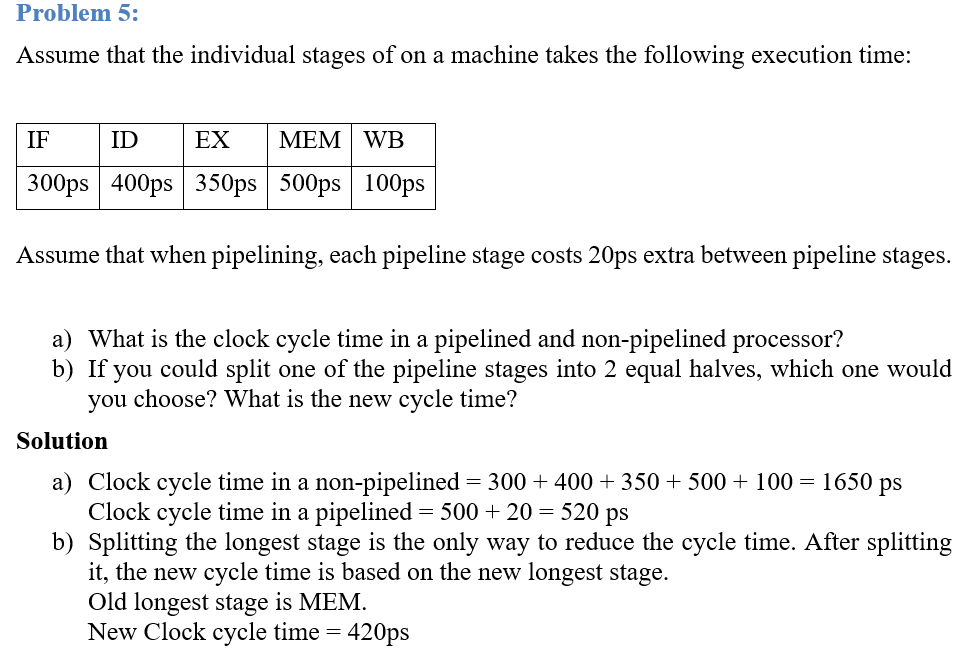 Problem 5:
Assume that the individual stages of on a machine takes the following execution time:
IF ID EX MEM WB
300ps 400ps 350ps 500ps 100ps
Assume that when pipelining, each pipeline stage costs 20ps extra between pipeline stages.
a) What is the clock cycle time in a pipelined and non-pipelined processor?
b) If you could split one of the pipeline stages into 2 equal halves, which one would
you choose? What is the new cycle time?
Solution
a) Clock cycle time in a non-pipelined = 300 + 400 + 350 + 500 + 100 = 1650 ps
Clock cycle time in a pipelined = 500 + 20 = 520 ps
b) Splitting the longest stage is the only way to reduce the cycle time. After splitting
it, the new cycle time is based on the new longest stage.
Old longest stage is MEM.
New Clock cycle time = 420ps